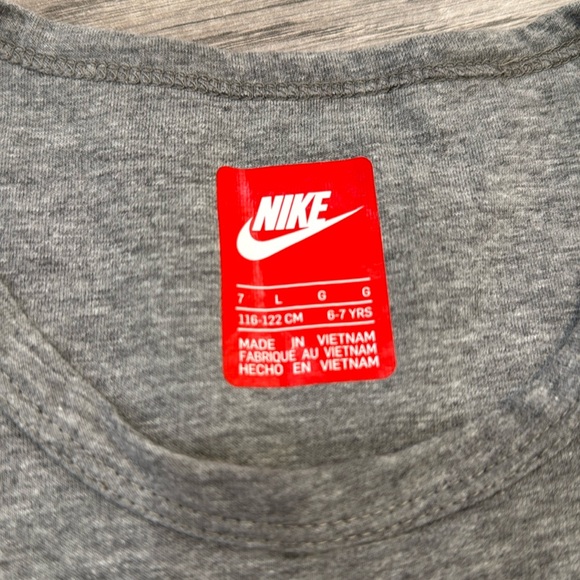 NIKE
7 L G G
116-122 CM 6-7 YRS
MADE IN VIETNAM
FABRIQUÉ AU VIETNAM
HECHO EN VIETNAM